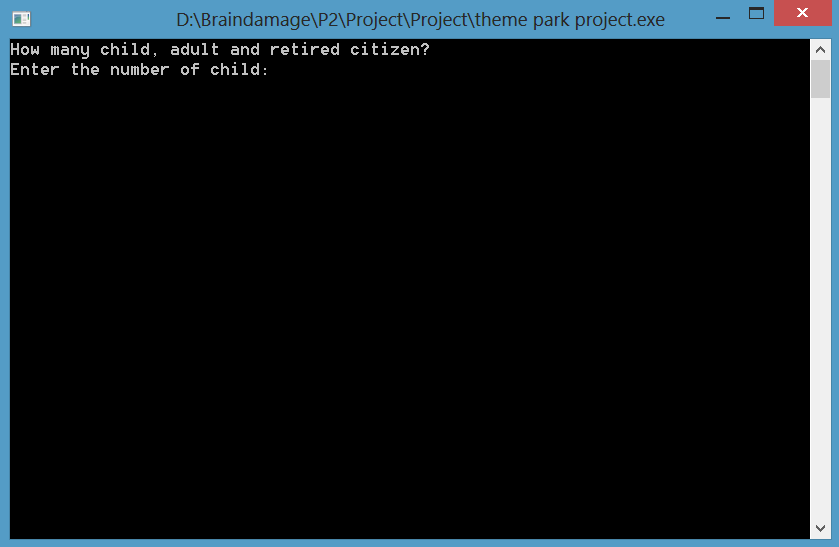 D:\Braindamage\P2\Project\Project\theme park project.exe
How many child, adult and retired citizen?
Enter the number of child: